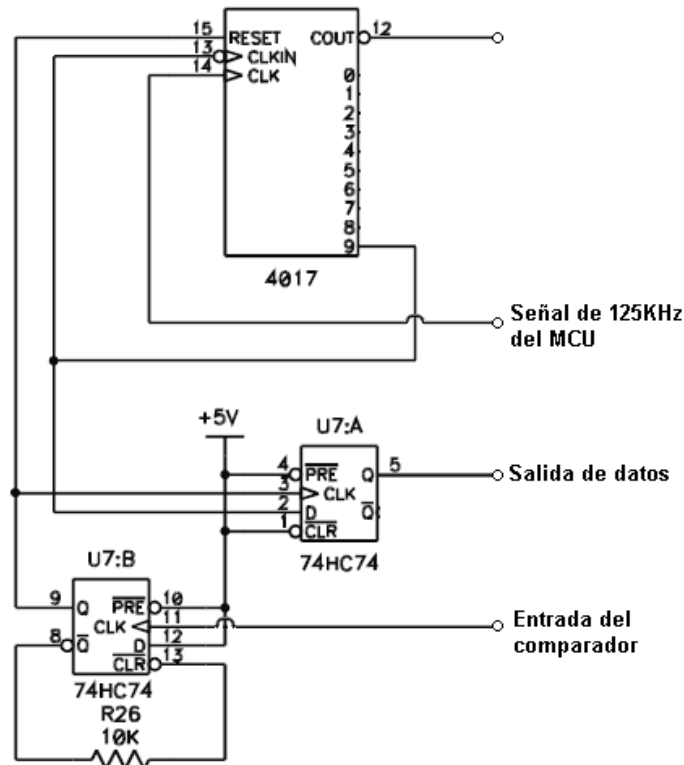 15 RESET COUT 12
13 CLKIN
14 CLK
0
1
2
3
4
5
6
7
8
9
4017
Señal de 125KHz
del MCU
+5V
U7:A
4 PRE Q 5
3 CLK
2 D Q
1 CLR
74HC74
Salida de datos
U7:B
9 Q PRE 10
CLK 11
8 Q D 12
CLR 13
74HC74
R26
10K
Entrada del
comparador